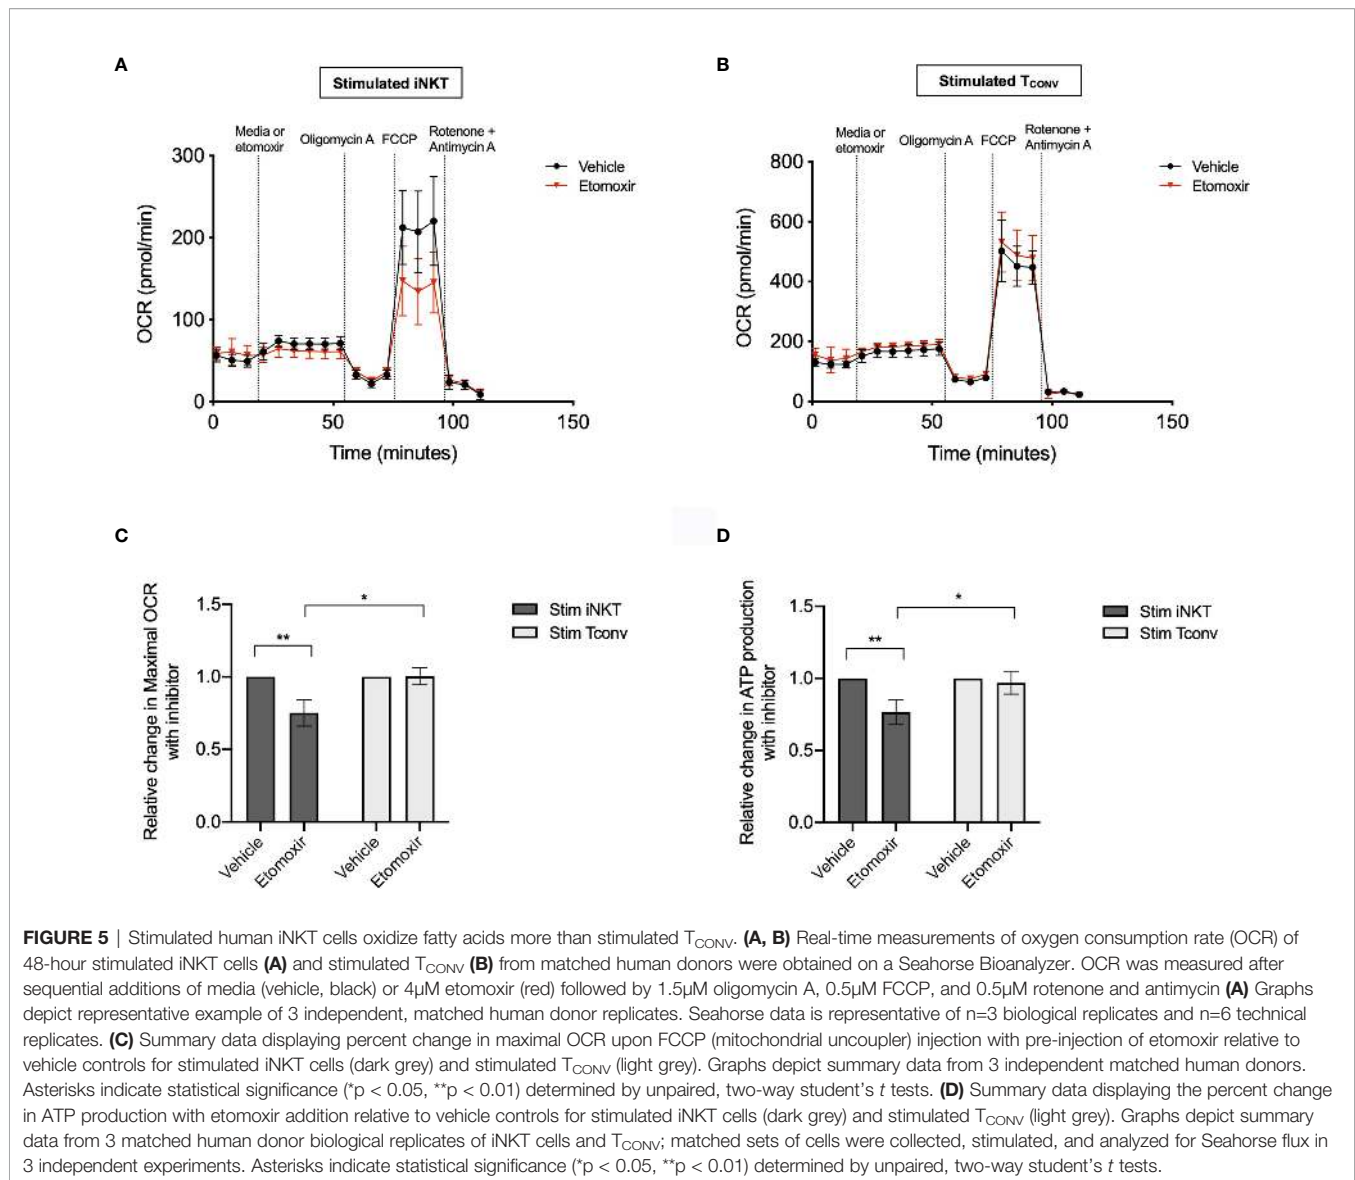 A
B
Stimulated iNKT
Stimulated TCONV
Media or
etomoxir
Oligomycin A
FCCP
Rotenone +
Antimycin A
Vehicle
Etomoxir
300
200
100
0
OCR (pmol/min)
0
50
100
150
Time (minutes)
Media or
etomoxir
Oligomycin A
FCCP
Rotenone +
Antimycin A
Vehicle
Etomoxir
800
600
400
200
0
OCR (pmol/min)
0
50
100
150
Time (minutes)
C
D
Relative change in Maximal OCR
with inhibitor
1.5
1.0
0.5
0.0
**
*
Stim iNKT
Stim Tconv
Vehicle
Etomoxir
Vehicle
Etomoxir
Relative change in ATP production
with inhibitor
1.5
1.0
0.5
0.0
**
*
Stim iNKT
Stim Tconv
Vehicle
Etomoxir
Vehicle
Etomoxir
FIGURE 5 | Stimulated human iNKT cells oxidize fatty acids more than stimulated TCONV. (A, B) Real-time measurements of oxygen consumption rate (OCR) of
48-hour stimulated iNKT cells (A) and stimulated TCONV (B) from matched human donors were obtained on a Seahorse Bioanalyzer. OCR was measured after
sequential additions of media (vehicle, black) or 4µM etomoxir (red) followed by 1.5µM oligomycin A, 0.5µM FCCP, and 0.5µM rotenone and antimycin (A) Graphs
depict representative example of 3 independent, matched human donor replicates. Seahorse data is representative of n=3 biological replicates and n=6 technical
replicates. (C) Summary data displaying percent change in maximal OCR upon FCCP (mitochondrial uncoupler) injection with pre-injection of etomoxir relative to
vehicle controls for stimulated iNKT cells (dark grey) and stimulated TCONV (light grey). Graphs depict summary data from 3 independent matched human donors.
Asterisks indicate statistical significance (*p < 0.05, **p < 0.01) determined by unpaired, two-way student's t tests. (D) Summary data displaying the percent change
in ATP production with etomoxir addition relative to vehicle controls for stimulated iNKT cells (dark grey) and stimulated TCONV (light grey). Graphs depict summary
data from 3 matched human donor biological replicates of iNKT cells and TCONV; matched sets of cells were collected, stimulated, and analyzed for Seahorse flux in
3 independent experiments. Asterisks indicate statistical significance (*p < 0.05, **p < 0.01) determined by unpaired, two-way student's t tests.